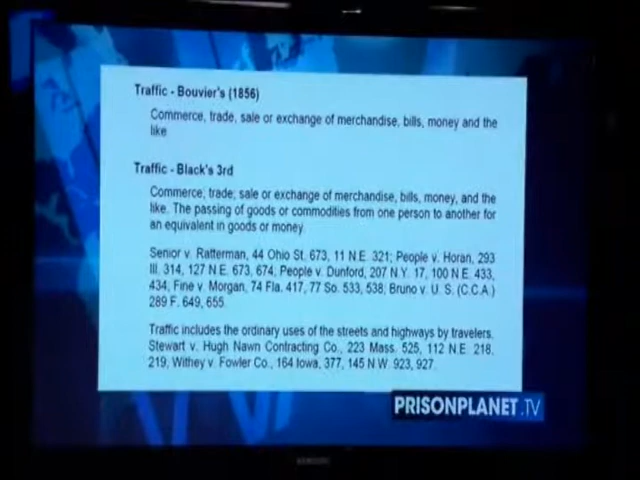 Traffic - Bouvier's (1856)
Commerce, trade, sale or exchange of merchandise, bills, money and the
like
Traffic - Black's 3rd
Commerce, trade, sale or exchange of merchandise, bills, money, and the
like. The passing of goods or commodities from one person to another for
an equivalent in goods or money
Senior v. Ratterman, 44 Ohio St. 673, 11 N.E. 321; People v. Horan, 293
Ill. 314, 127 N.E. 673, 674; People v. Dunford, 207 N.Y. 17, 100 N.E. 433,
434, Fine v. Morgan, 74 Fla. 417, 77 So. 533, 538; Bruno v. U. S. (C.C.A.)
289 F. 649, 655.
Traffic includes the ordinary uses of the streets and highways by travelers.
Stewart v. Hugh Nawn Contracting Co., 223 Mass. 525, 112 N.E. 218,
219, Withey v. Fowler Co., 164 Iowa, 377, 145 N.W. 923, 927.
PRISONPLANET.TV
SAMSUNG